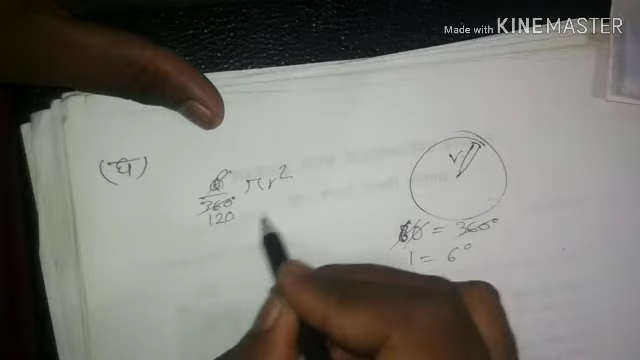 Made with KINEMASTER
(घ)
6/360° πr²
120
r
60 = 360°
1 = 6°